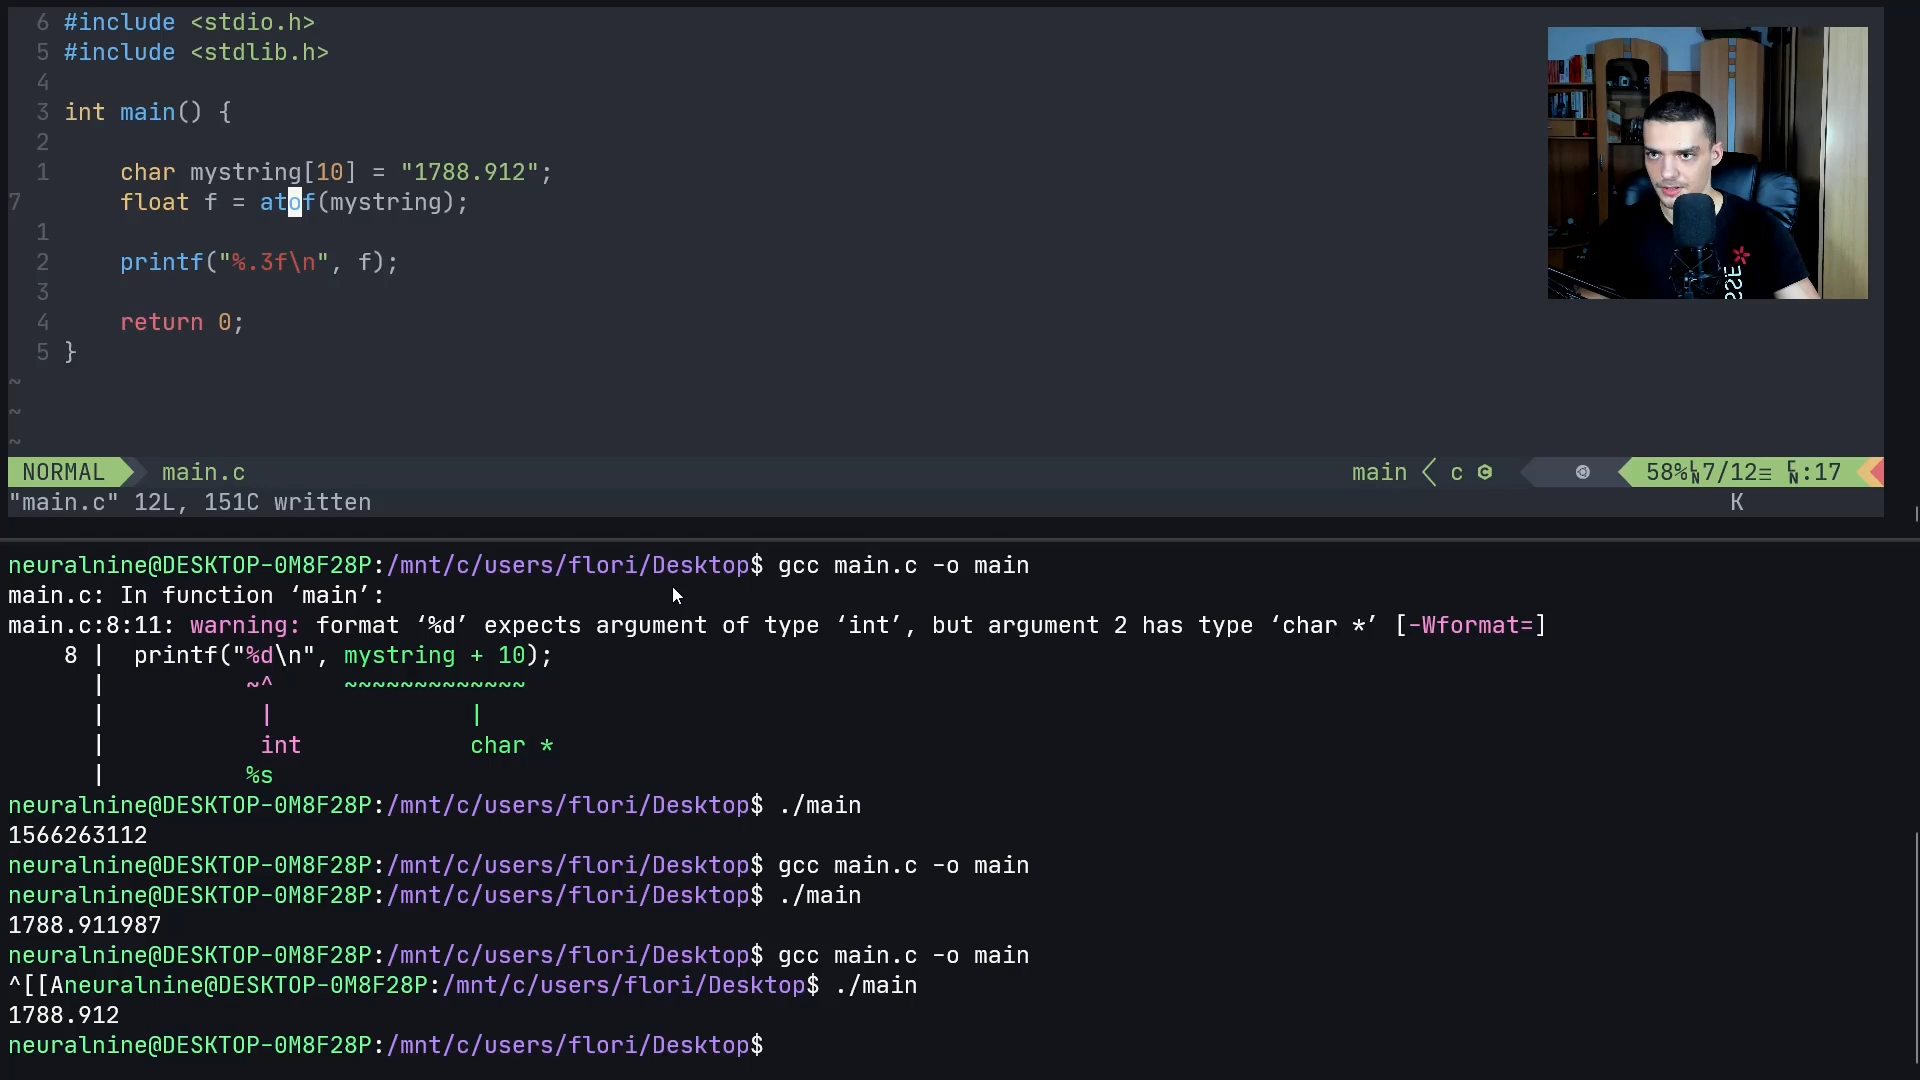 6 #include <stdio.h>
5 #include <stdlib.h>
4
3 int main() {
2
1     char mystring[10] = "1788.912";
7     float f = atof(mystring);
1
2     printf("%.3f\n", f);
3
4     return 0;
5 }
~
~
~
NORMAL main.c main < c 58% 7/12 :17
"main.c" 12L, 151C written K
neuralnine@DESKTOP-0M8F28P:/mnt/c/users/flori/Desktop$ gcc main.c -o main
main.c: In function ‘main’:
main.c:8:11: warning: format ‘%d’ expects argument of type ‘int’, but argument 2 has type ‘char *’ [-Wformat=]
    8 |  printf("%d\n", mystring + 10);
      |          ~^     ~~~~~~~~~~~~~
      |           |              |
      |           int            char *
      |          %s
neuralnine@DESKTOP-0M8F28P:/mnt/c/users/flori/Desktop$ ./main
1566263112
neuralnine@DESKTOP-0M8F28P:/mnt/c/users/flori/Desktop$ gcc main.c -o main
neuralnine@DESKTOP-0M8F28P:/mnt/c/users/flori/Desktop$ ./main
1788.911987
neuralnine@DESKTOP-0M8F28P:/mnt/c/users/flori/Desktop$ gcc main.c -o main
^[[Aneuralnine@DESKTOP-0M8F28P:/mnt/c/users/flori/Desktop$ ./main
1788.912
neuralnine@DESKTOP-0M8F28P:/mnt/c/users/flori/Desktop$